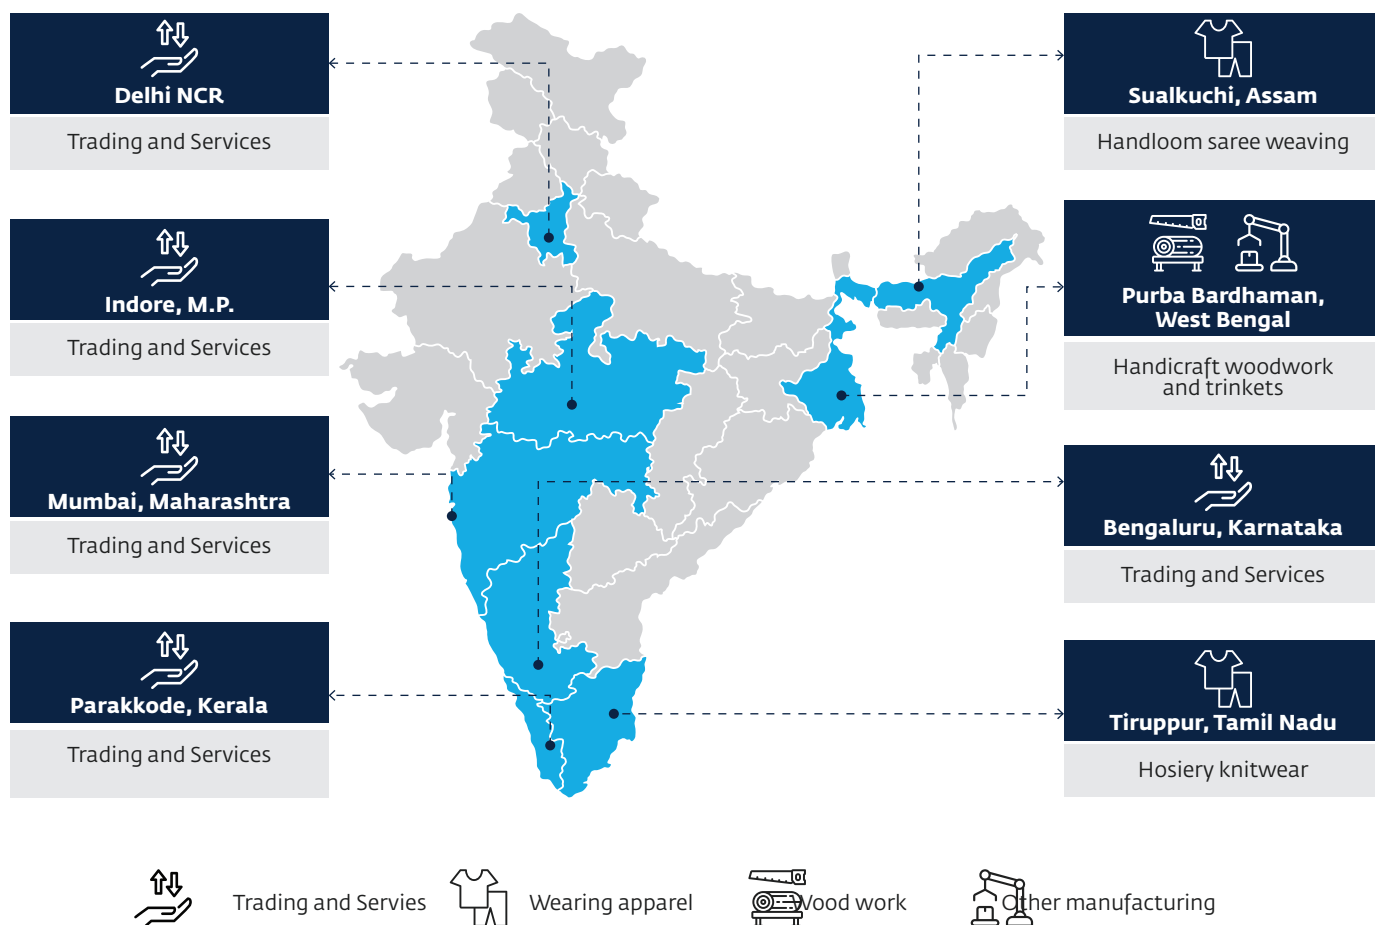 Delhi NCR
Trading and Services
Indore, M.P.
Trading and Services
Mumbai, Maharashtra
Trading and Services
Parakkode, Kerala
Trading and Services
Sualkuchi, Assam
Handloom saree weaving
Purba Bardhaman,
West Bengal
Handicraft woodwork
and trinkets
Bengaluru, Karnataka
Trading and Services
Tiruppur, Tamil Nadu
Hosiery knitwear
Trading and Servies
Wearing apparel
Wood work
Other manufacturing